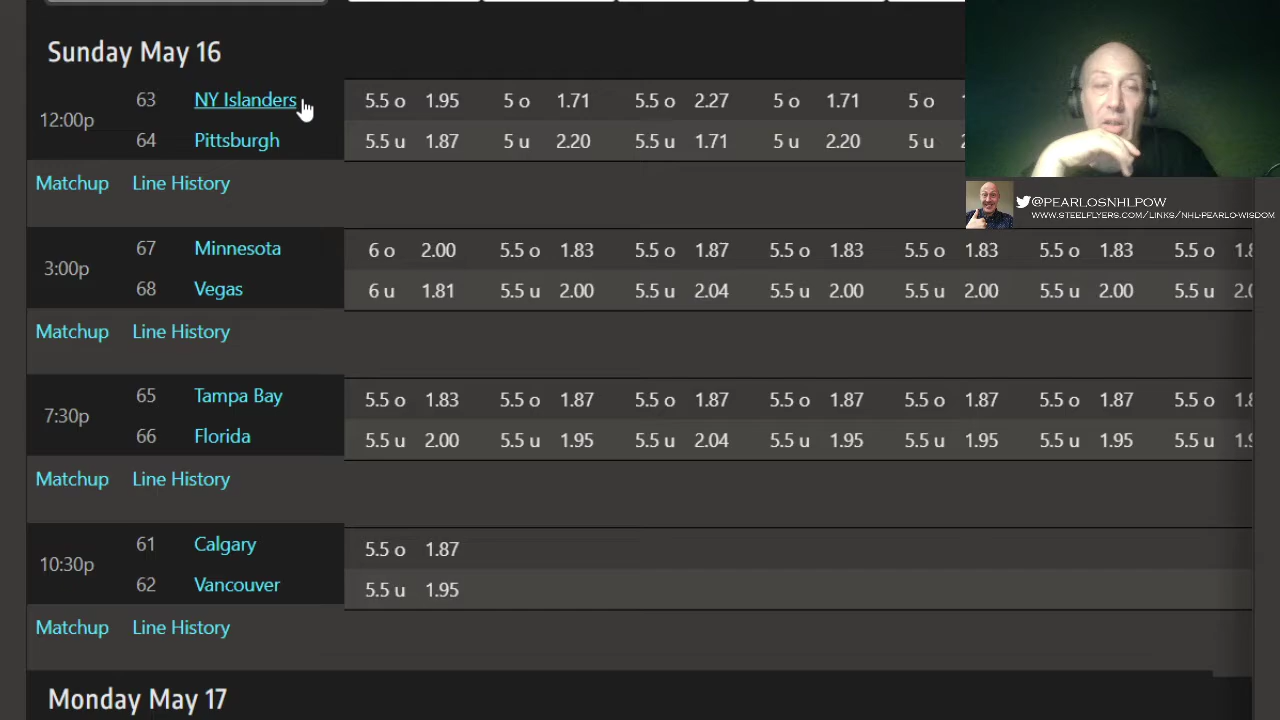 Sunday May 16
63 NY Islanders 5.5 o 1.95 5 o 1.71 5.5 o 2.27 5 o 1.71 5 o
12:00p
64 Pittsburgh 5.5 u 1.87 5 u 2.20 5.5 u 1.71 5 u 2.20 5 u
Matchup Line History
@PEARLOSNHLPOW
WWW.STEELFLYERS.COM/LINKS/NHL-PEARLO-WISDOM
67 Minnesota 6 o 2.00 5.5 o 1.83 5.5 o 1.87 5.5 o 1.83 5.5 o 1.83 5.5 o 1.83 5.5 o
3:00p
68 Vegas 6 u 1.81 5.5 u 2.00 5.5 u 2.04 5.5 u 2.00 5.5 u 2.00 5.5 u 2.00 5.5 u
Matchup Line History
65 Tampa Bay 5.5 o 1.83 5.5 o 1.87 5.5 o 1.87 5.5 o 1.87 5.5 o 1.87 5.5 o 1.87 5.5 o
7:30p
66 Florida 5.5 u 2.00 5.5 u 1.95 5.5 u 2.04 5.5 u 1.95 5.5 u 1.95 5.5 u 1.95 5.5 u
Matchup Line History
61 Calgary 5.5 o 1.87
10:30p
62 Vancouver 5.5 u 1.95
Matchup Line History
Monday May 17